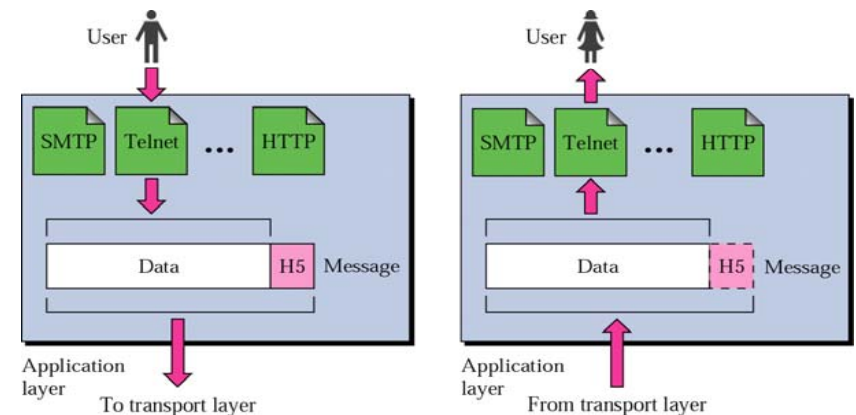 User
SMTP
Telnet
...
HTTP
Data
H5
Message
Application
layer
To transport layer
User
SMTP
Telnet
...
HTTP
Data
H5
Message
Application
layer
From transport layer